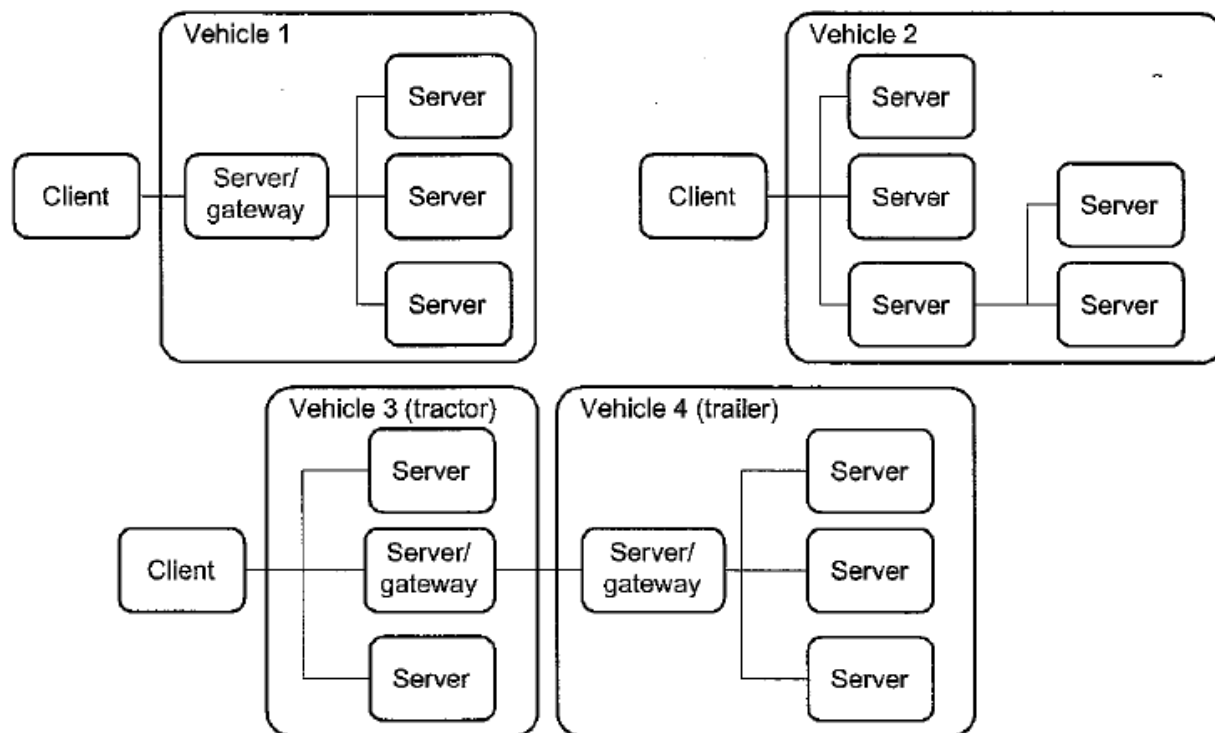 Vehicle 1
Server
Client
Server/
gateway
Server
Server
Vehicle 2
Server
Client
Server
Server
Server
Server
Vehicle 3 (tractor)
Server
Client
Server/
gateway
Server
Vehicle 4 (trailer)
Server
Server/
gateway
Server
Server